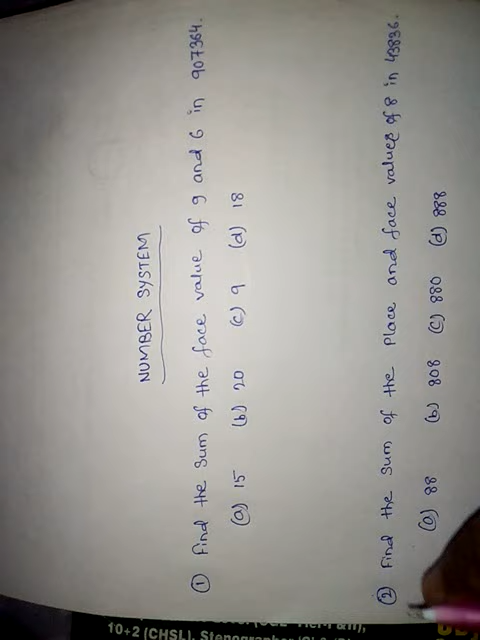 NUMBER SYSTEM
① Find the sum of the face value of 9 and 6 in 907364.
(a) 15 (b) 20 (c) 9 (d) 18
② Find the sum of the Place and face values of 8 in 43836.
(a) 88 (b) 808 (c) 880 (d) 888
10+2 (CHSL), Stenographer